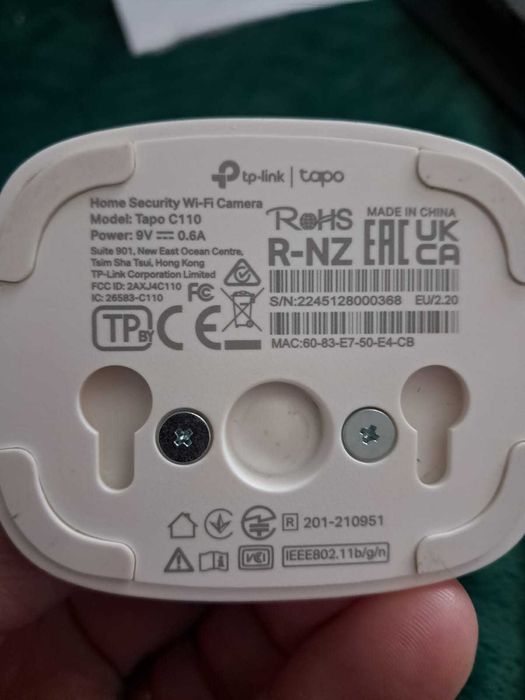 tp-link | tapo
Home Security Wi-Fi Camera
Model: Tapo C110
Power: 9V ⎓ 0.6A
Suite 901, New East Ocean Centre,
Tsim Sha Tsui, Hong Kong
TP-Link Corporation Limited
FCC ID: 2AXJ4C110
IC: 26583-C110
FC
TP BY
CE
RoHS
MADE IN CHINA
R-NZ
EAC
UK
CA
S/N:2245128000368 EU/2.20
MAC:60-83-E7-50-E4-CB
R 201-210951
VCI
IEEE802.11b/g/n